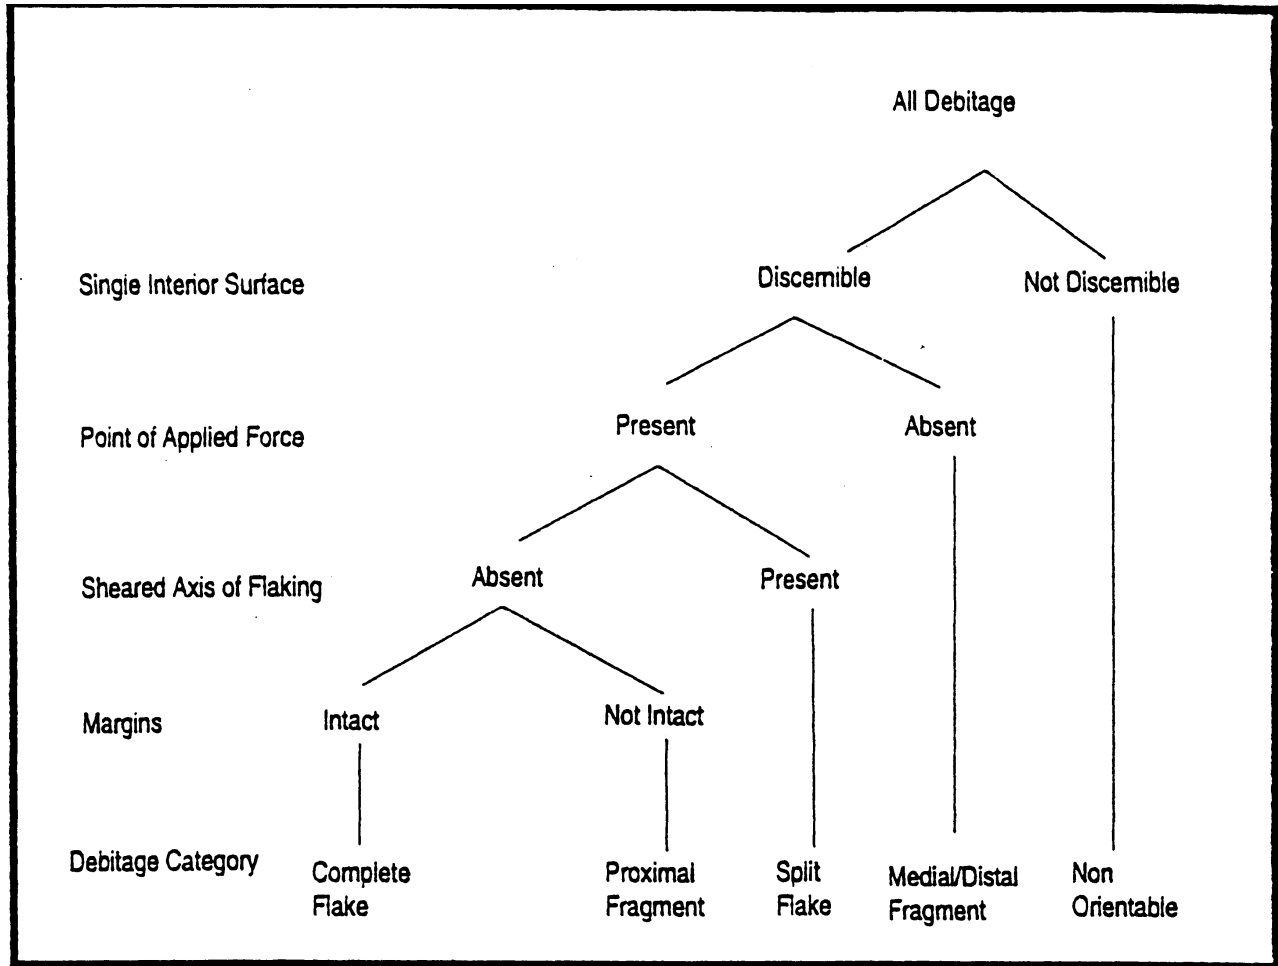 All Debitage
Single Interior Surface
Discernible
Not Discernible
Point of Applied Force
Present
Absent
Sheared Axis of Flaking
Absent
Present
Margins
Intact
Not Intact
Debitage Category
Complete
Flake
Proximal
Fragment
Split
Flake
Medial/Distal
Fragment
Non
Orientable